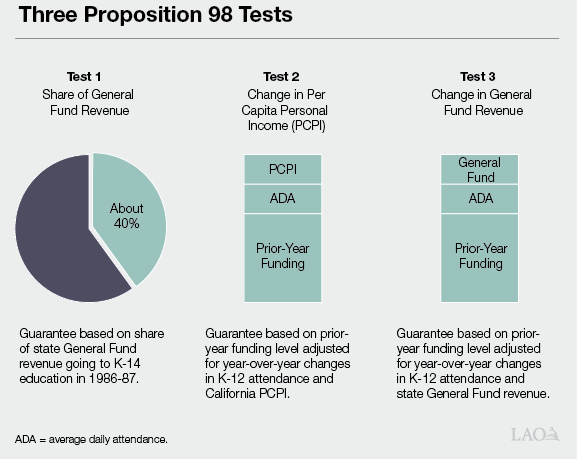 Three Proposition 98 Tests
Test 1
Share of General
Fund Revenue
About
40%
Guarantee based on share
of state General Fund
revenue going to K-14
education in 1986-87.
Test 2
Change in Per
Capita Personal
Income (PCPI)
PCPI
ADA
Prior-Year
Funding
Guarantee based on prior-
year funding level adjusted
for year-over-year changes
in K-12 attendance and
California PCPI.
Test 3
Change in General
Fund Revenue
General
Fund
ADA
Prior-Year
Funding
Guarantee based on prior-
year funding level adjusted
for year-over-year changes
in K-12 attendance and
state General Fund revenue.
ADA = average daily attendance.
LAO